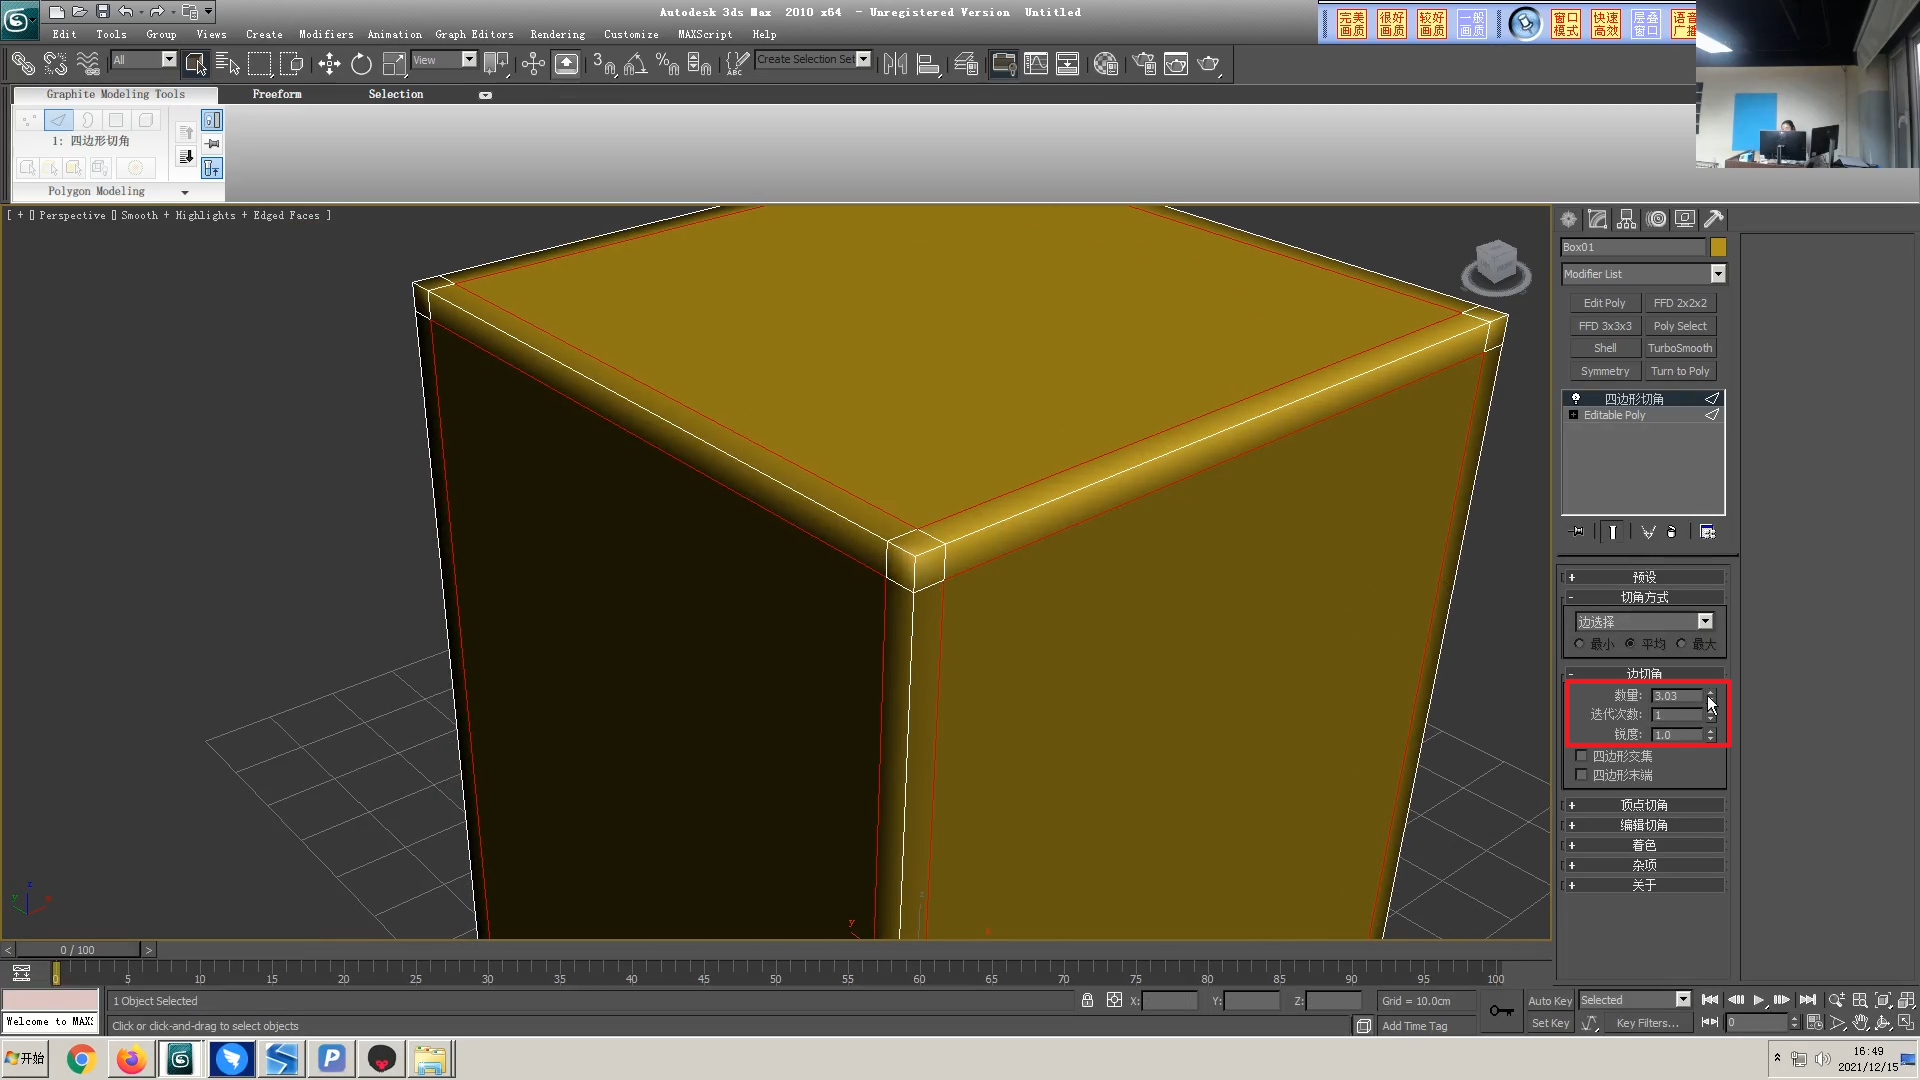 Autodesk 3ds Max  2010 x64  - Unregistered Version  Untitled
完美画质 很好画质 较好画质 一般画质 窗口模式 快速高效 层叠窗口 语音广播
Edit Tools Group Views Create Modifiers Animation Graph Editors Rendering Customize MAXScript Help
All View 3 Create Selection Set
Graphite Modeling Tools Freeform Selection
1: 四边形切角
Polygon Modeling
[ + [] Perspective [] Smooth + Highlights + Edged Faces ]
Box01
Modifier List
Edit Poly FFD 2x2x2
FFD 3x3x3 Poly Select
Shell TurboSmooth
Symmetry Turn to Poly
四边形切角
Editable Poly
+ 预设
- 切角方式
边选择
最小 平均 最大
- 边切角
数量: 3.03
迭代次数: 1
锐度: 1.0
四边形交集
四边形末端
+ 顶点切角
+ 编辑切角
+ 着色
+ 杂项
+ 关于
z
y
x
< 0 / 100 >
0 5 10 15 20 25 30 35 40 45 50 55 60 65 70 75 80 85 90 95 100
1 Object Selected X: Y: Z: Grid = 10.0cm Auto Key Selected
Welcome to MAXS Click or click-and-drag to select objects Add Time Tag Set Key Key Filters... 0
开始
16:49
2021/12/15